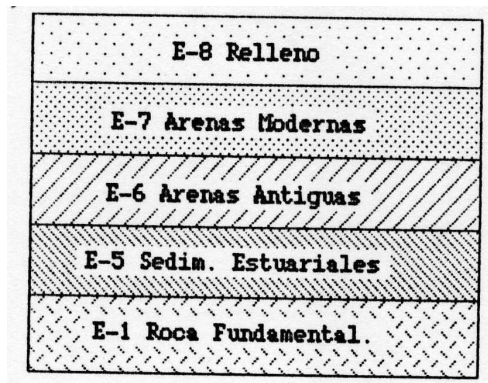 E-8 Relleno
E-7 Arenas Modernas
E-6 Arenas Antiguas
E-5 Sedim. Estuariales
E-1 Roca Fundamental.